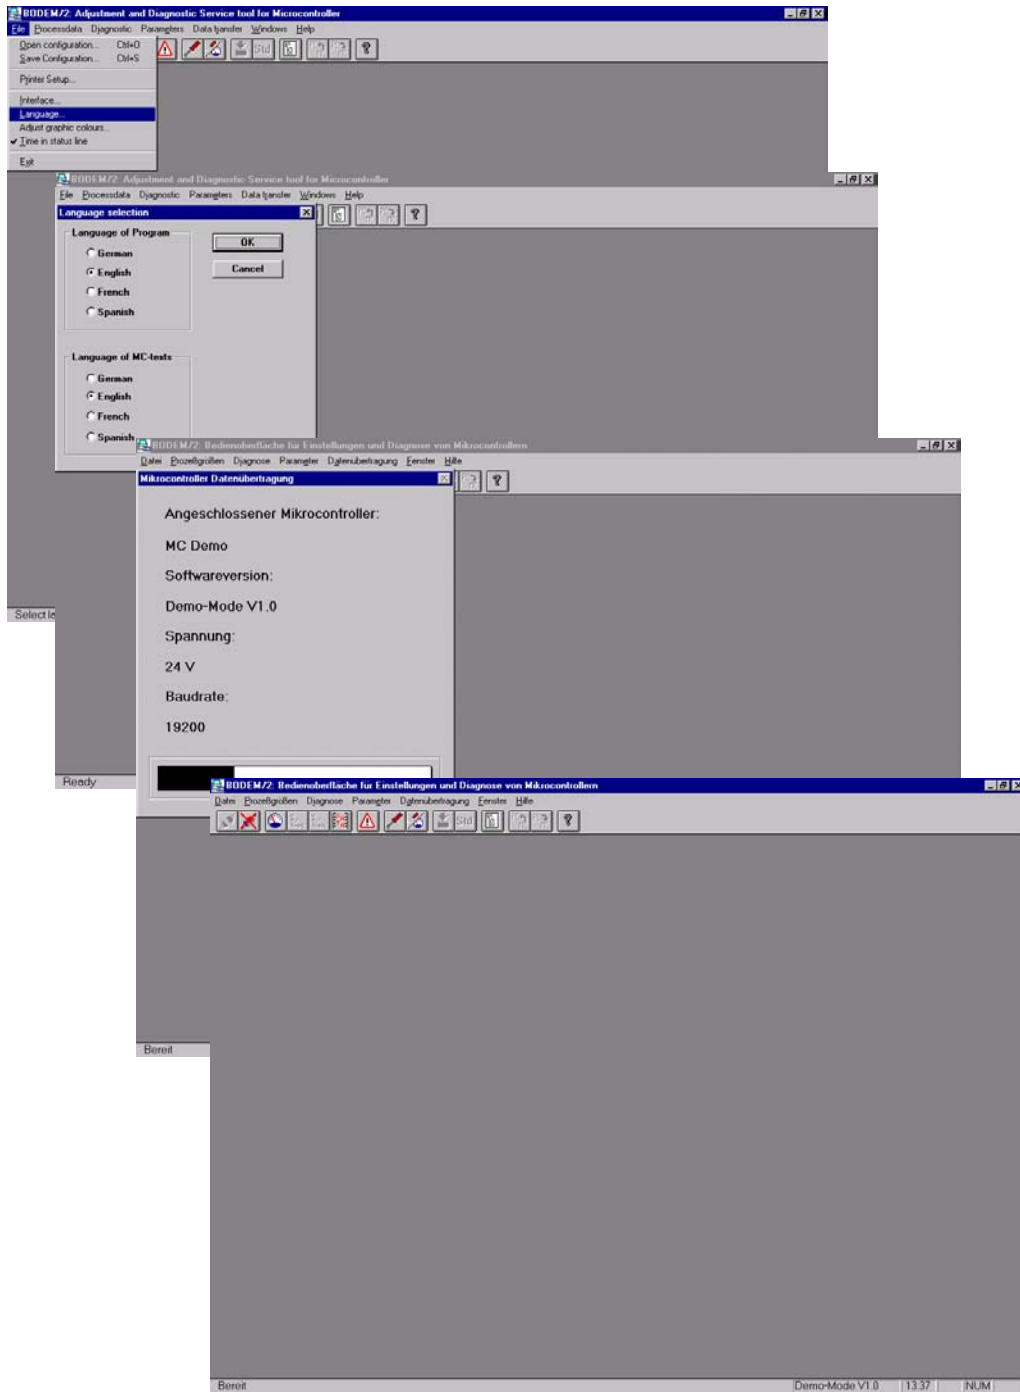 BODEM/2: Adjustment and Diagnostic Service tool for Microcontroller
File Processdata Diagnostic Parameters Data transfer Windows Help
Open configuration... Ctrl+O
Save Configuration... Ctrl+S
Printer Setup...
Interface...
Language...
Adjust graphic colours...
Time in status line
Exit
Std
BODEM/2: Adjustment and Diagnostic Service tool for Microcontroller
File Processdata Diagnostic Parameters Data transfer Windows Help
Language selection
Language of Program
German
English
French
Spanish
OK
Cancel
Language of MC-texts
German
English
French
Spanish
Select la
BODEM/2: Bedienoberfläche für Einstellungen und Diagnose von Mikrocontrollern
Datei Prozeßgrößen Diagnose Parameter Datenübertragung Fenster Hilfe
Mikrocontroller Datenübertragung
Angeschlossener Mikrocontroller:
MC Demo
Softwareversion:
Demo-Mode V1.0
Spannung:
24 V
Baudrate:
19200
Ready
BODEM/2: Bedienoberfläche für Einstellungen und Diagnose von Mikrocontrollern
Datei Prozeßgrößen Diagnose Parameter Datenübertragung Fenster Hilfe
Std
Bereit
Bereit Demo-Mode V1.0 13:37 NUM